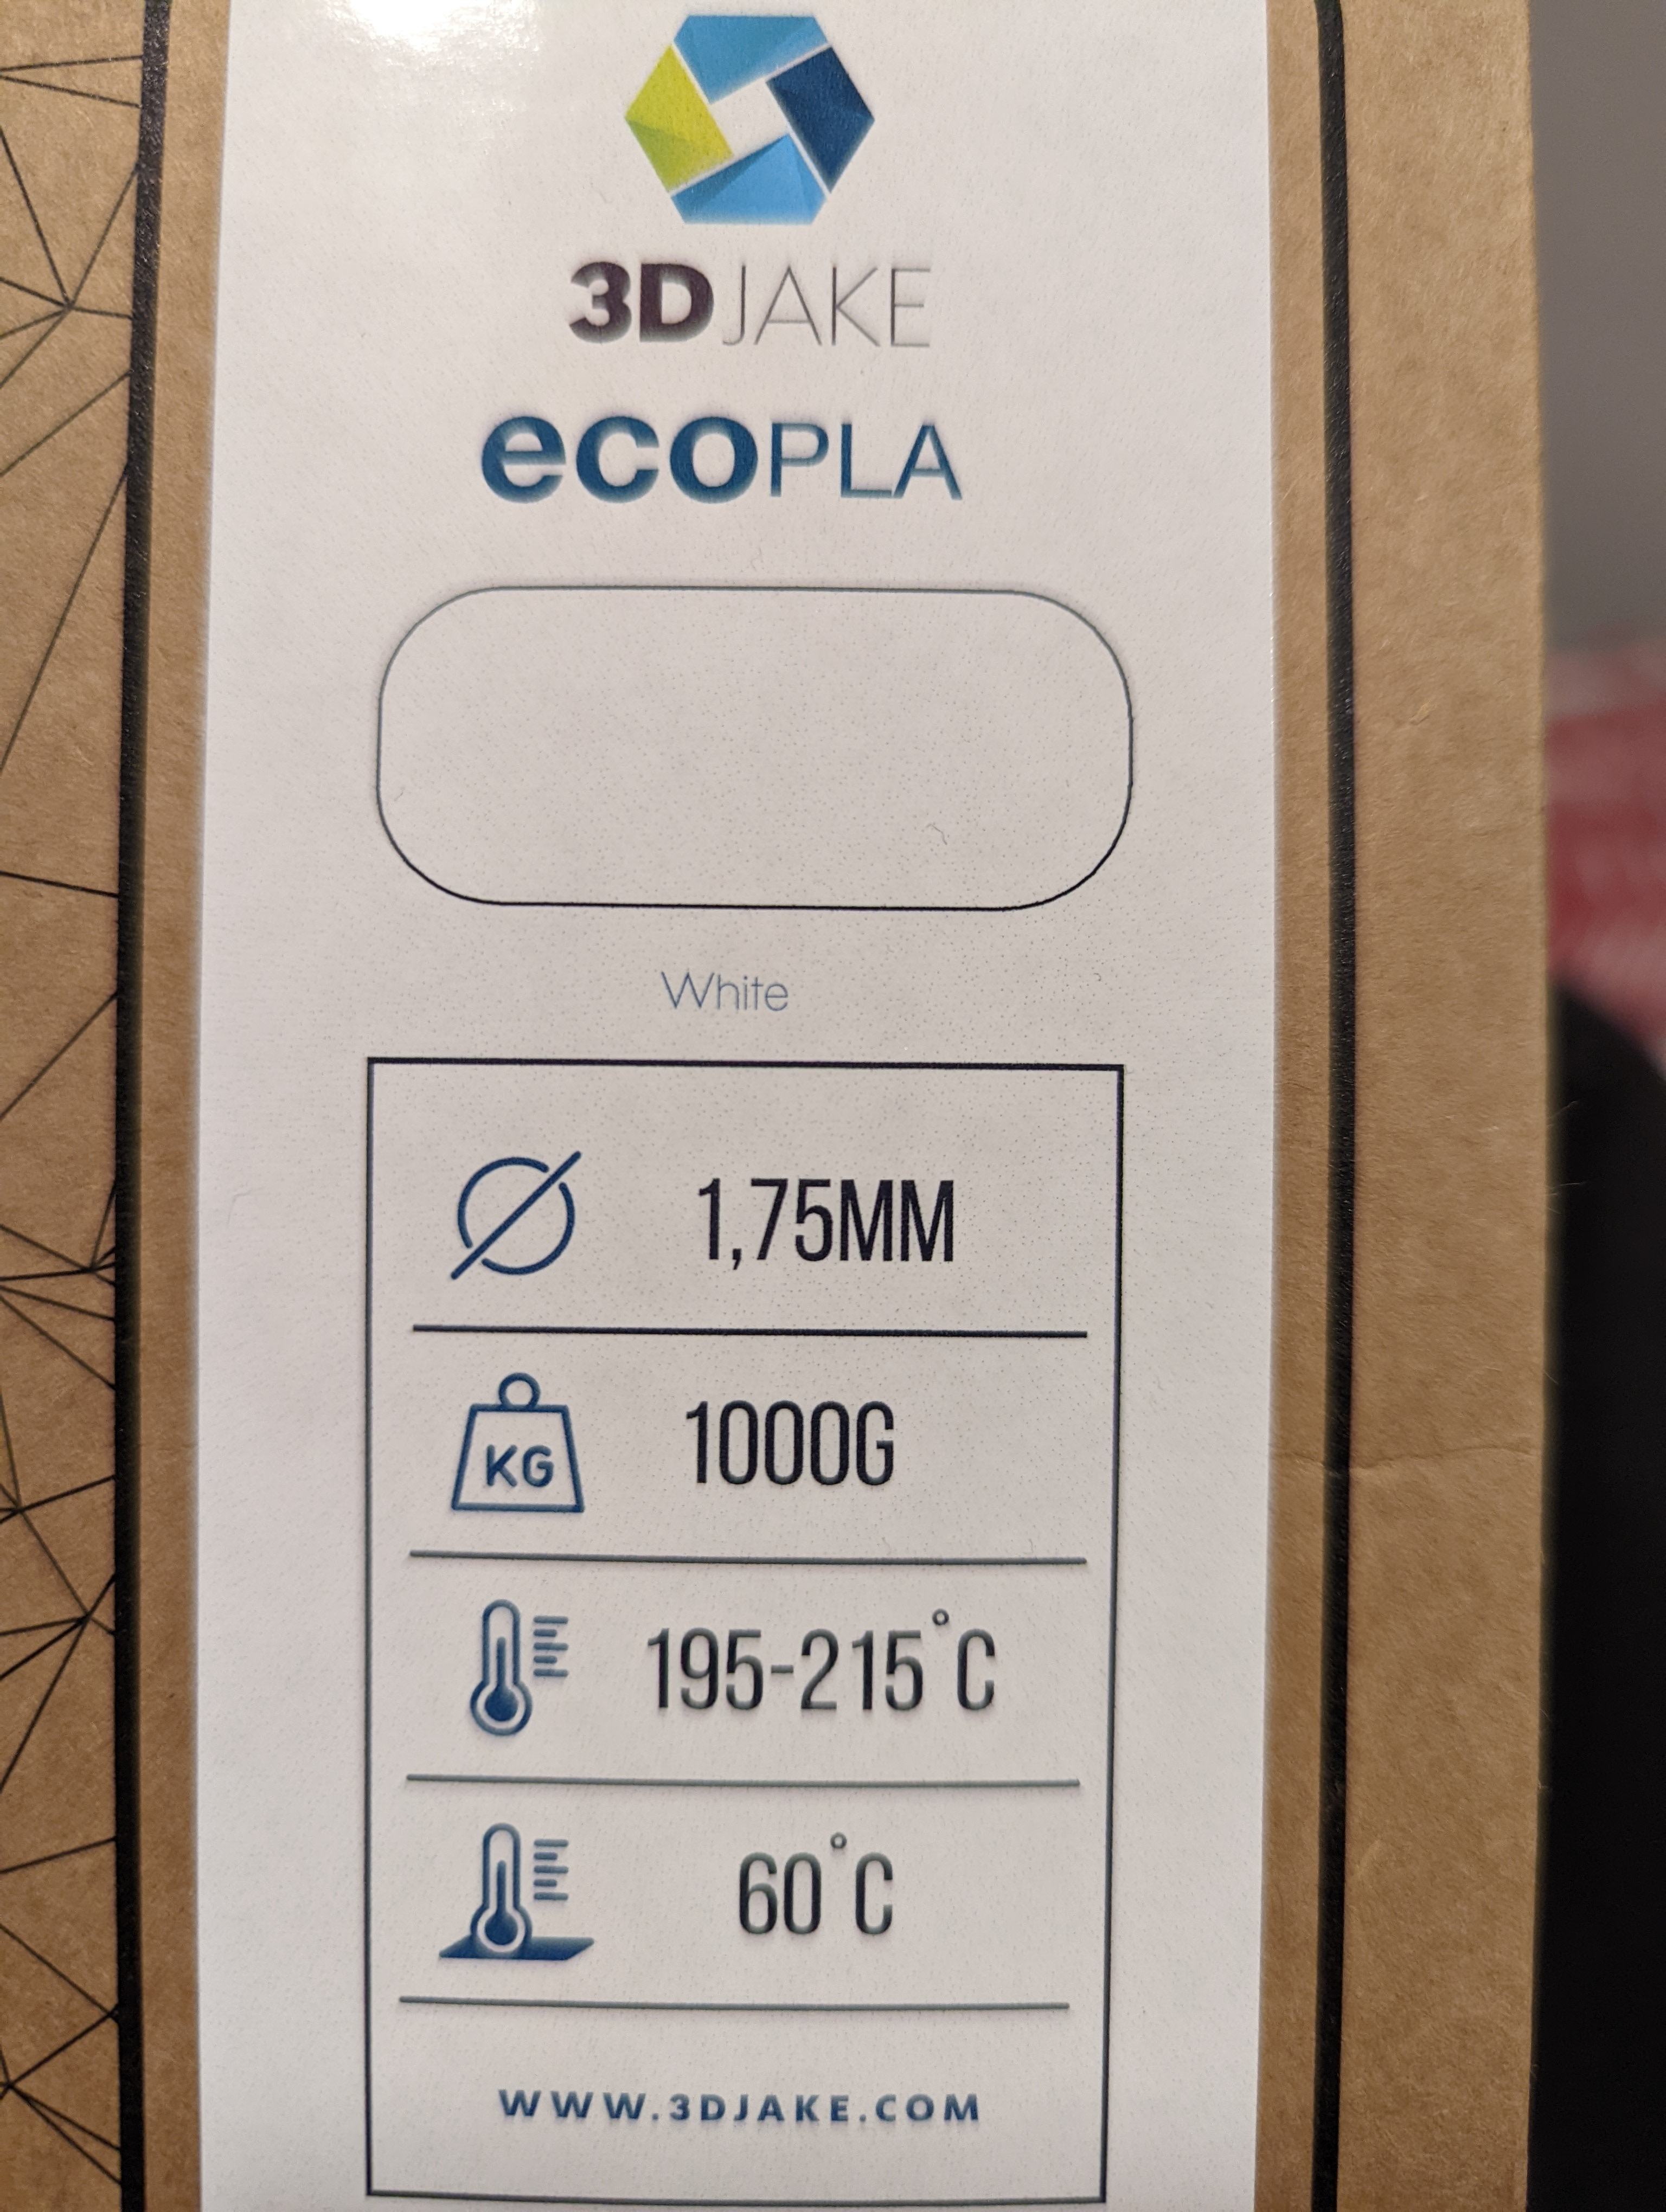 3DJAKE
ecoPLA
White
1,75MM
KG 1000G
195-215°C
60°C
WWW.3DJAKE.COM